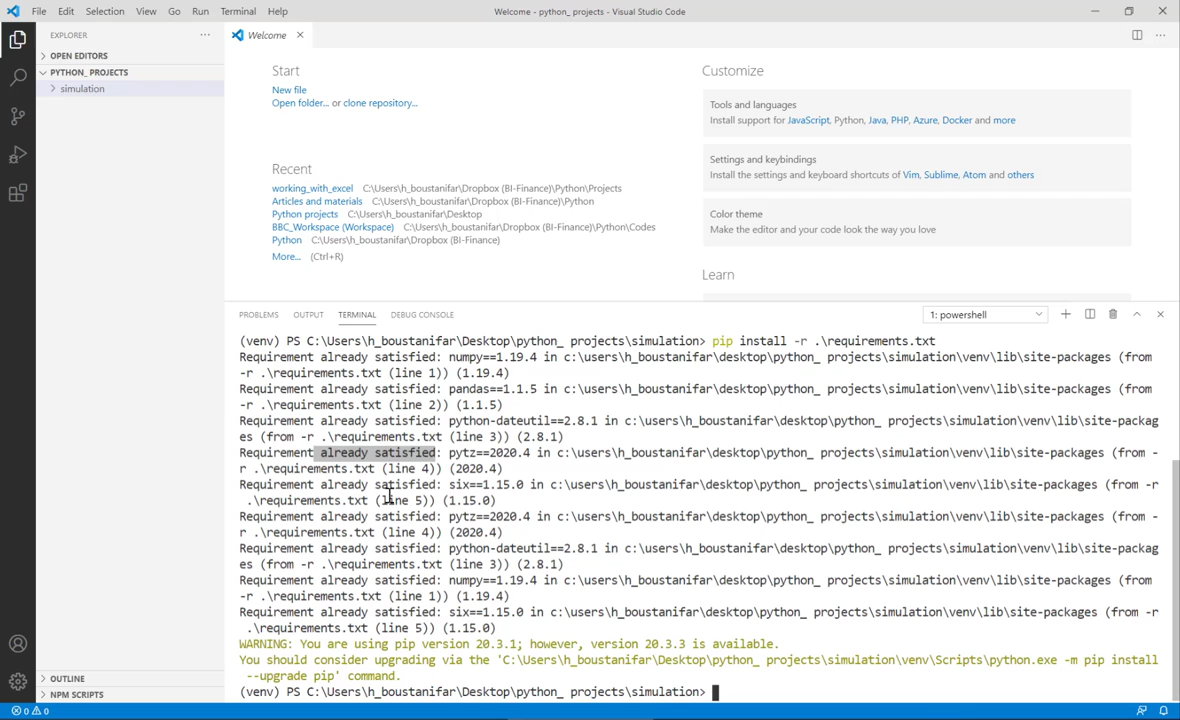 File Edit Selection View Go Run Terminal Help
Welcome - python_ projects - Visual Studio Code
EXPLORER
OPEN EDITORS
PYTHON_ PROJECTS
simulation
OUTLINE
NPM SCRIPTS
Welcome
Start
New file
Open folder... or clone repository...
Recent
working_with_excel C:\Users\h_boustanifar\Dropbox (BI-Finance)\Python\Projects
Articles and materials C:\Users\h_boustanifar\Dropbox (BI-Finance)\Python
Python projects C:\Users\h_boustanifar\Desktop
BBC_Workspace (Workspace) C:\Users\h_boustanifar\Dropbox (BI-Finance)\Python\Codes
Python C:\Users\h_boustanifar\Dropbox (BI-Finance)
More... (Ctrl+R)
Customize
Tools and languages
Install support for JavaScript, Python, Java, PHP, Azure, Docker and more
Settings and keybindings
Install the settings and keyboard shortcuts of Vim, Sublime, Atom and others
Color theme
Make the editor and your code look the way you love
Learn
PROBLEMS OUTPUT TERMINAL DEBUG CONSOLE
1: powershell
(venv) PS C:\Users\h_boustanifar\Desktop\python_ projects\simulation> pip install -r .\requirements.txt
Requirement already satisfied: numpy==1.19.4 in c:\users\h_boustanifar\desktop\python_ projects\simulation\venv\lib\site-packages (from
-r .\requirements.txt (line 1)) (1.19.4)
Requirement already satisfied: pandas==1.1.5 in c:\users\h_boustanifar\desktop\python_ projects\simulation\venv\lib\site-packages (from
-r .\requirements.txt (line 2)) (1.1.5)
Requirement already satisfied: python-dateutil==2.8.1 in c:\users\h_boustanifar\desktop\python_ projects\simulation\venv\lib\site-packag
es (from -r .\requirements.txt (line 3)) (2.8.1)
Requirement already satisfied: pytz==2020.4 in c:\users\h_boustanifar\desktop\python_ projects\simulation\venv\lib\site-packages (from -
r .\requirements.txt (line 4)) (2020.4)
Requirement already satisfied: six==1.15.0 in c:\users\h_boustanifar\desktop\python_ projects\simulation\venv\lib\site-packages (from -r
.\requirements.txt (line 5)) (1.15.0)
Requirement already satisfied: pytz==2020.4 in c:\users\h_boustanifar\desktop\python_ projects\simulation\venv\lib\site-packages (from -
r .\requirements.txt (line 4)) (2020.4)
Requirement already satisfied: python-dateutil==2.8.1 in c:\users\h_boustanifar\desktop\python_ projects\simulation\venv\lib\site-packag
es (from -r .\requirements.txt (line 3)) (2.8.1)
Requirement already satisfied: numpy==1.19.4 in c:\users\h_boustanifar\desktop\python_ projects\simulation\venv\lib\site-packages (from
-r .\requirements.txt (line 1)) (1.19.4)
Requirement already satisfied: six==1.15.0 in c:\users\h_boustanifar\desktop\python_ projects\simulation\venv\lib\site-packages (from -r
.\requirements.txt (line 5)) (1.15.0)
WARNING: You are using pip version 20.3.1; however, version 20.3.3 is available.
You should consider upgrading via the 'C:\Users\h_boustanifar\Desktop\python_ projects\simulation\venv\Scripts\python.exe -m pip install
--upgrade pip' command.
(venv) PS C:\Users\h_boustanifar\Desktop\python_ projects\simulation>
0 0